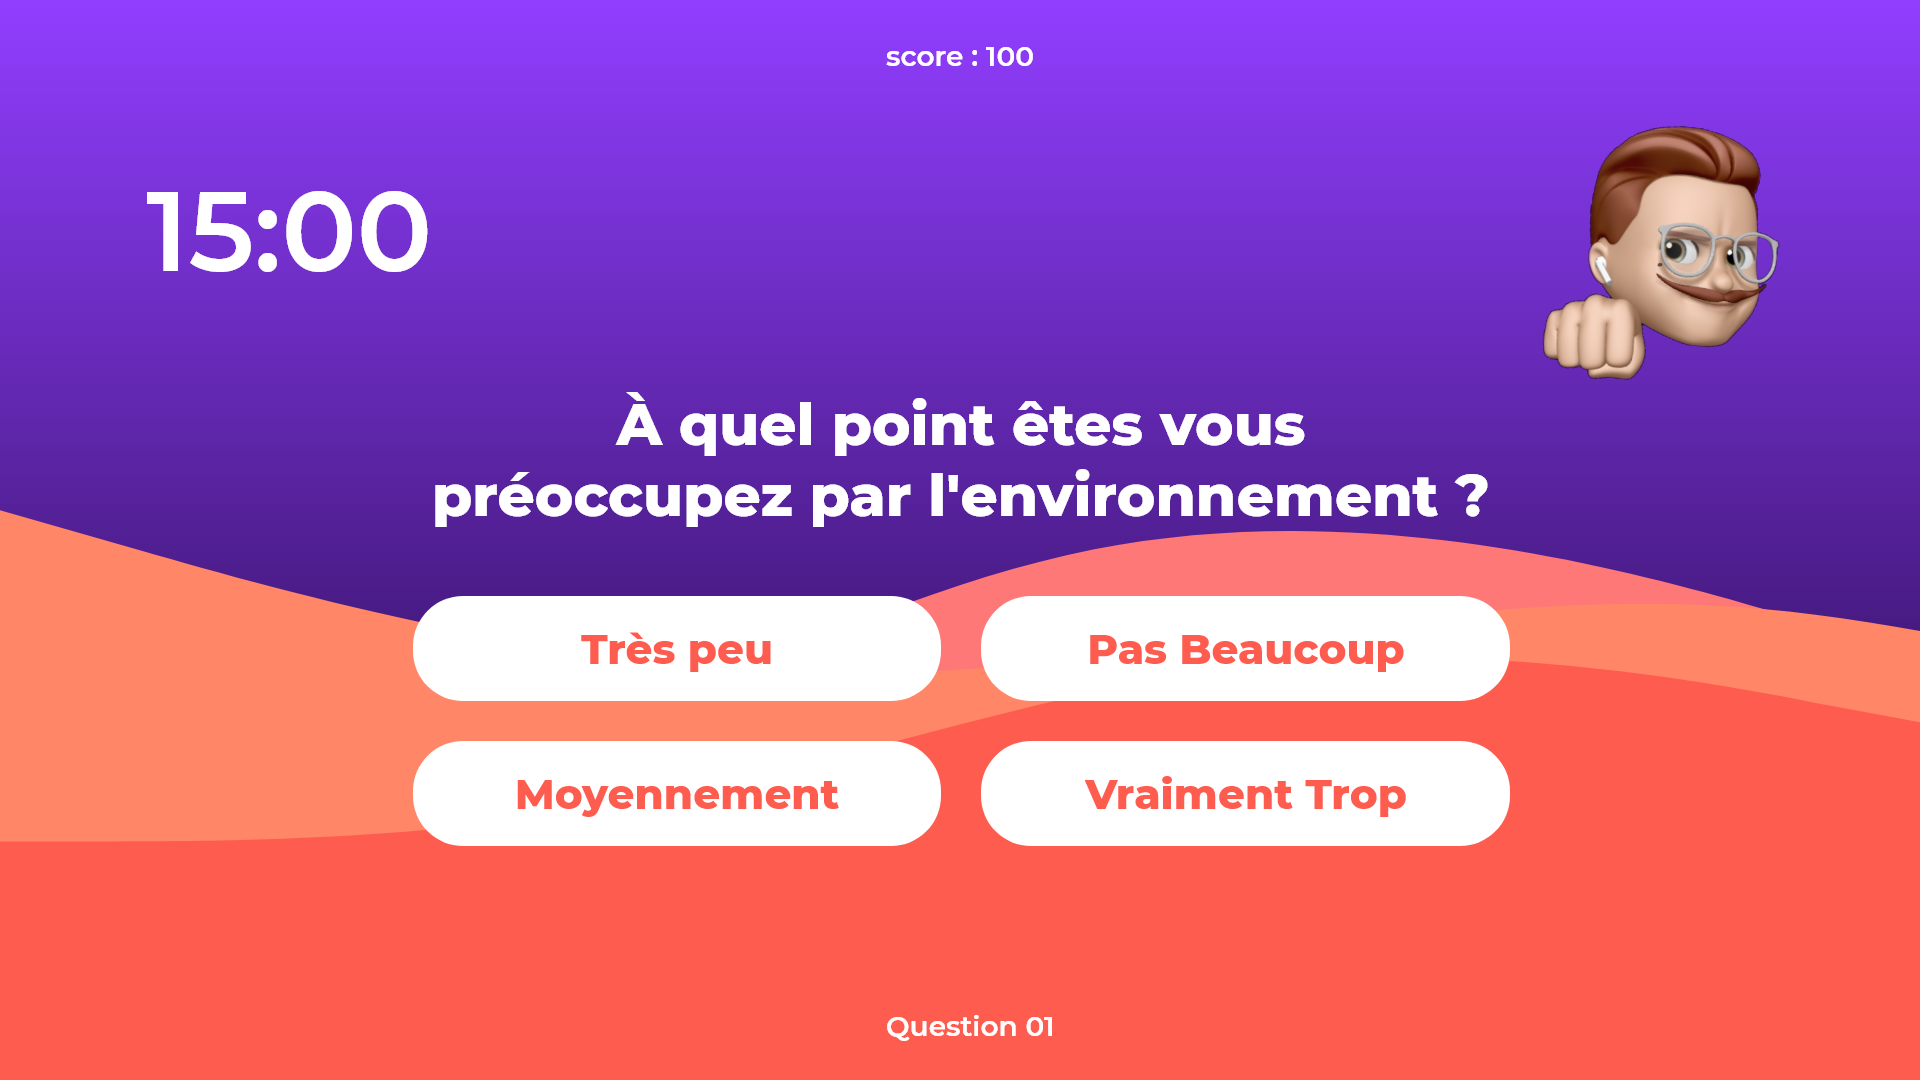 score : 100
15:00
À quel point êtes vous
préoccupez par l'environnement ?
Très peu
Pas Beaucoup
Moyennement
Vraiment Trop
Question 01